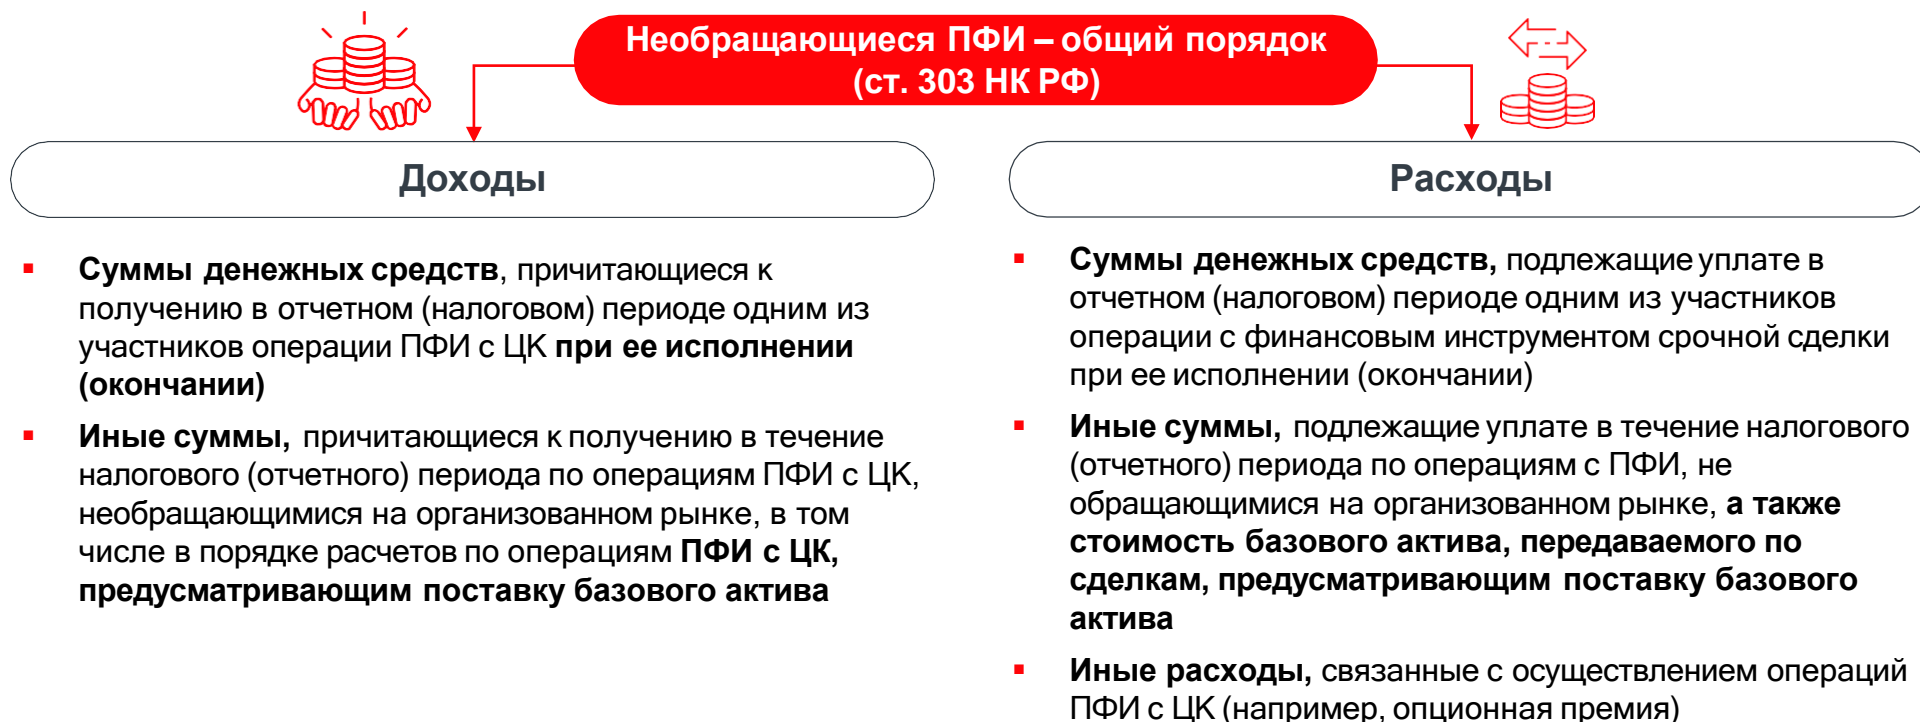 Необращающиеся ПФИ – общий порядок
(ст. 303 НК РФ)
Доходы
Суммы денежных средств, причитающиеся к
получению в отчетном (налоговом) периоде одним из
участников операции ПФИ с ЦК при ее исполнении
(окончании)
Иные суммы, причитающиеся к получению в течение
налогового (отчетного) периода по операциям ПФИ с ЦК,
необращающимися на организованном рынке, в том
числе в порядке расчетов по операциям ПФИ с ЦК,
предусматривающим поставку базового актива
Расходы
Суммы денежных средств, подлежащие уплате в
отчетном (налоговом) периоде одним из участников
операции с финансовым инструментом срочной сделки
при ее исполнении (окончании)
Иные суммы, подлежащие уплате в течение налогового
(отчетного) периода по операциям с ПФИ, не
обращающимися на организованном рынке, а также
стоимость базового актива, передаваемого по
сделкам, предусматривающим поставку базового
актива
Иные расходы, связанные с осуществлением операций
ПФИ с ЦК (например, опционная премия)